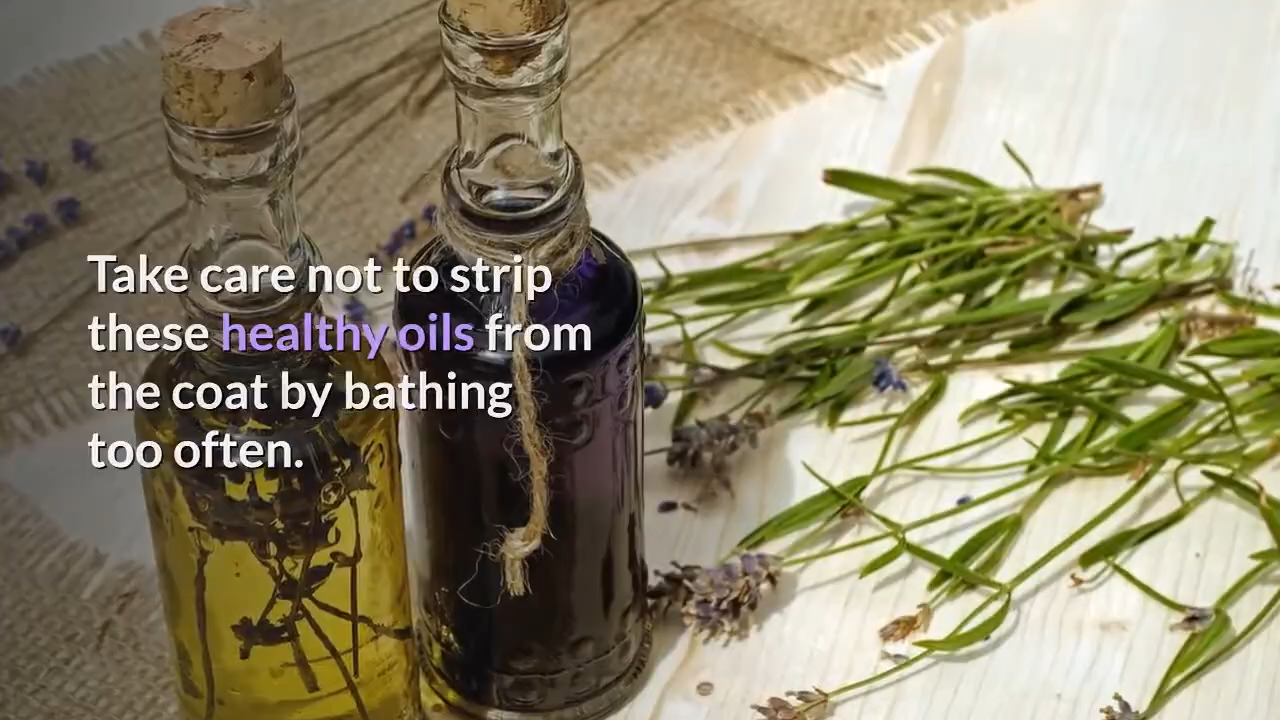 Take care not to strip
these healthy oils from
the coat by bathing
too often.